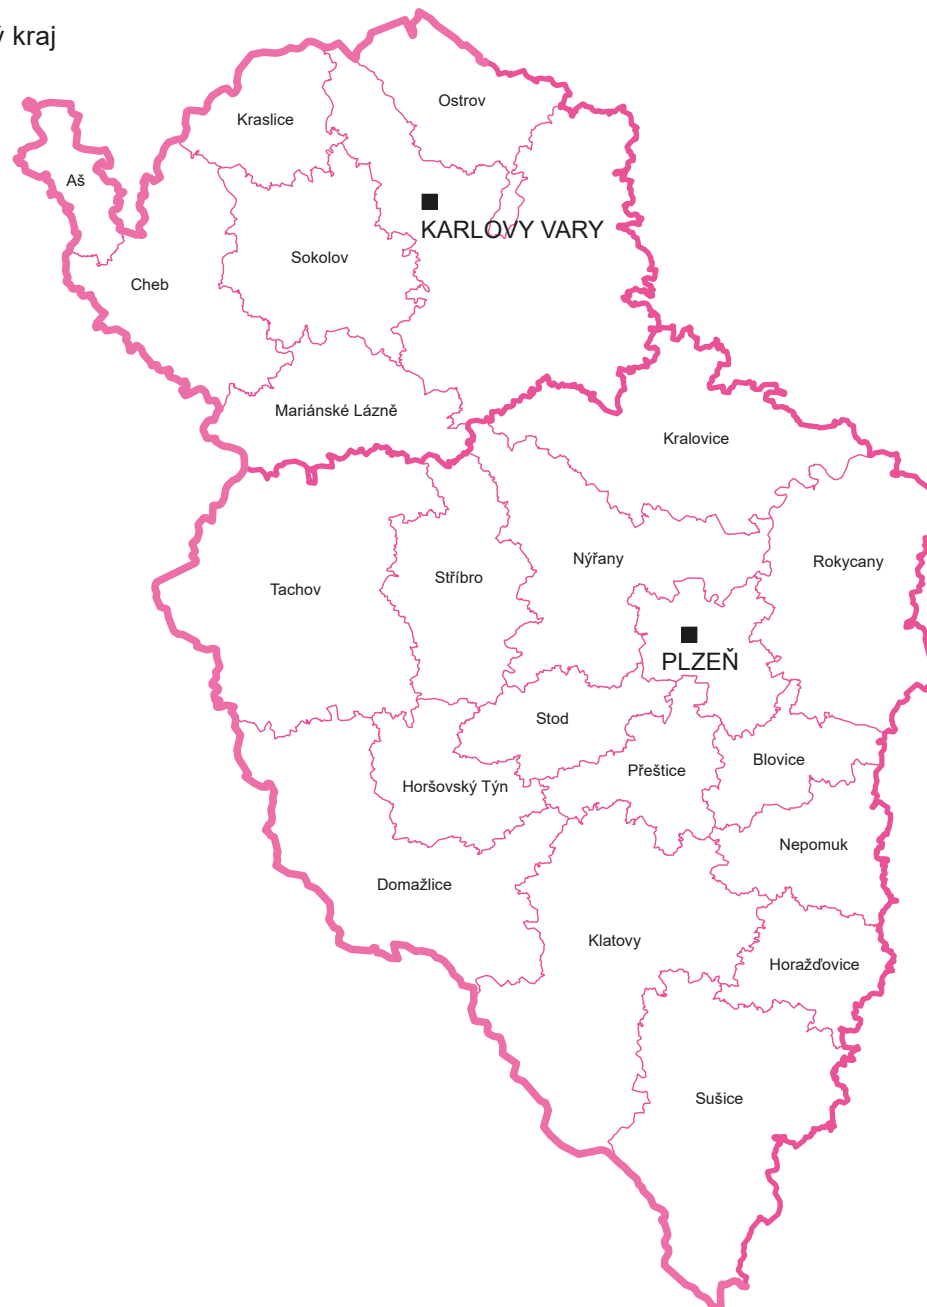 ý kraj
Ostrov
Kraslice
Aš
KARLOVY VARY
Sokolov
Cheb
Mariánské Lázně
Kralovice
Nýřany
Rokycany
Stříbro
Tachov
PLZEŇ
Stod
Blovice
Přeštice
Horšovský Týn
Nepomuk
Domažlice
Klatovy
Horažďovice
Sušice